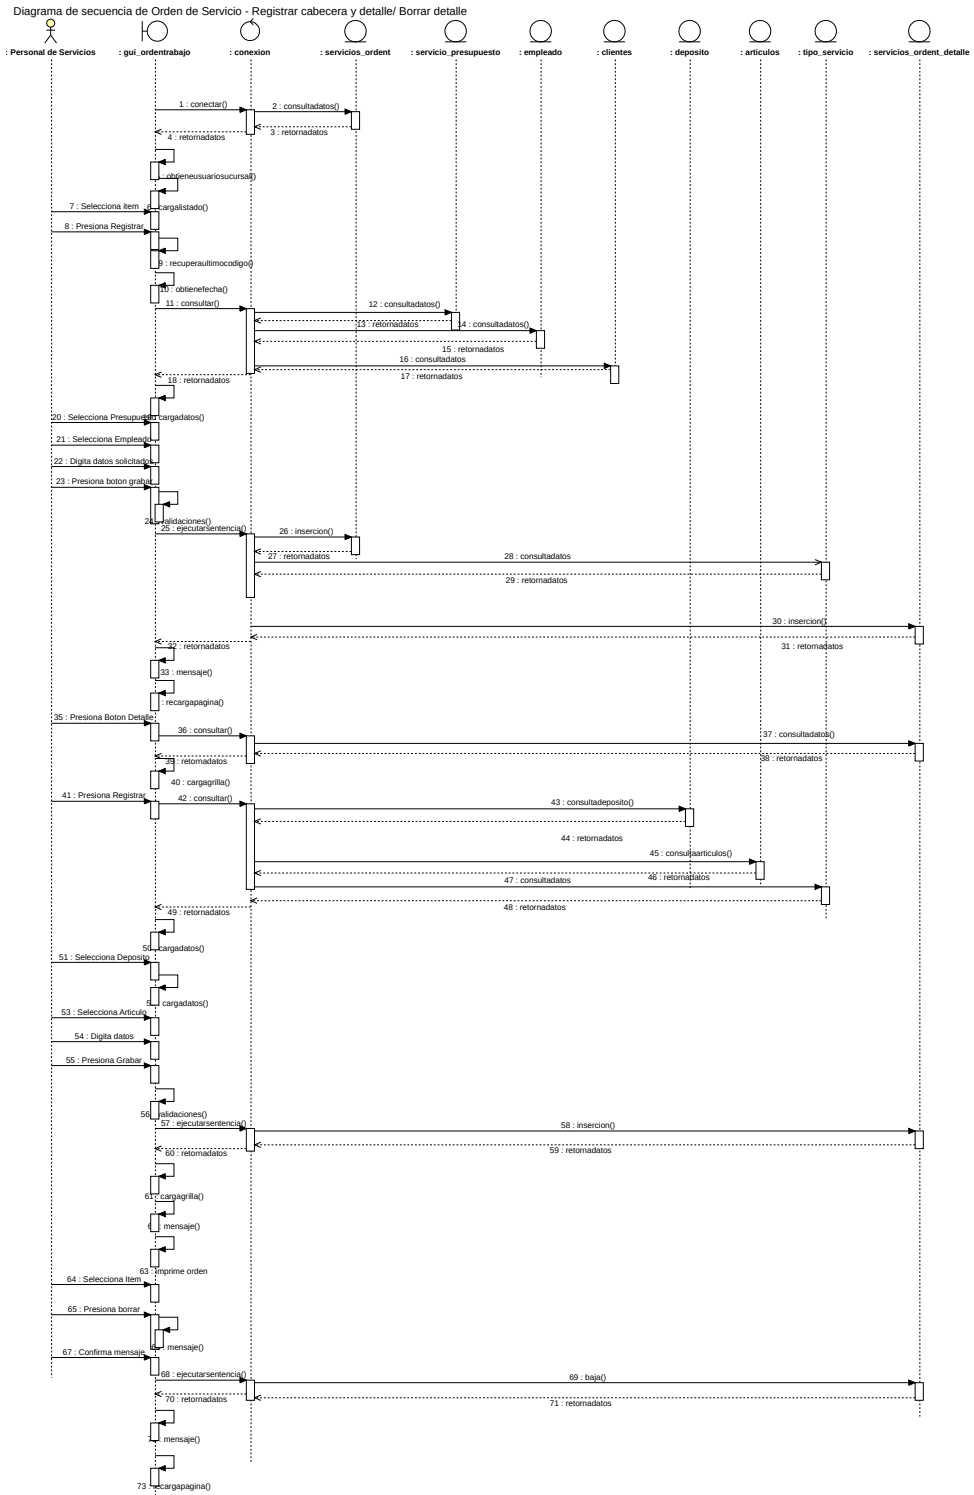 Diagrama de secuencia de Orden de Servicio - Registrar cabecera y detalle/ Borrar detalle
: Personal de Servicios : gui_ordentrabajo : conexion : servicios_ordent : servicio_presupuesto : empleado : clientes : deposito : articulos : tipo_servicio : servicios_ordent_detalle
1 : conectar()
2 : consultadatos()
3 : retornadatos
4 : retornadatos
: obtieneusuariosucursal()
7 : Selecciona item
6 : cargalistado()
8 : Presiona Registrar
9 : recuperaultimocodigo()
10 : obtienefecha()
11 : consultar()
12 : consultadatos()
13 : retornadatos
14 : consultadatos()
15 : retornadatos
16 : consultadatos
17 : retornadatos
18 : retornadatos
20 : Selecciona Presupuesto
cargadatos()
21 : Selecciona Empleado
22 : Digita datos solicitados
23 : Presiona boton grabar
24 : validaciones()
25 : ejecutarsentencia()
26 : insercion()
27 : retornadatos
28 : consultadatos
29 : retornadatos
30 : insercion()
31 : retornadatos
32 : retornadatos
33 : mensaje()
: recargapagina()
35 : Presiona Boton Detalle
36 : consultar()
37 : consultadatos()
38 : retornadatos
39 : retornadatos
40 : cargagrilla()
41 : Presiona Registrar
42 : consultar()
43 : consultadeposito()
44 : retornadatos
45 : consultaarticulos()
46 : retornadatos
47 : consultadatos
48 : retornadatos
49 : retornadatos
50 : cargadatos()
51 : Selecciona Deposito
cargadatos()
53 : Selecciona Articulo
54 : Digita datos
55 : Presiona Grabar
56 : validaciones()
57 : ejecutarsentencia()
58 : insercion()
59 : retornadatos
60 : retornadatos
61 : cargagrilla()
: mensaje()
63 : imprime orden
64 : Selecciona Item
65 : Presiona borrar
: mensaje()
67 : Confirma mensaje
68 : ejecutarsentencia()
69 : baja()
70 : retornadatos
71 : retornadatos
: mensaje()
73 : recargapagina()